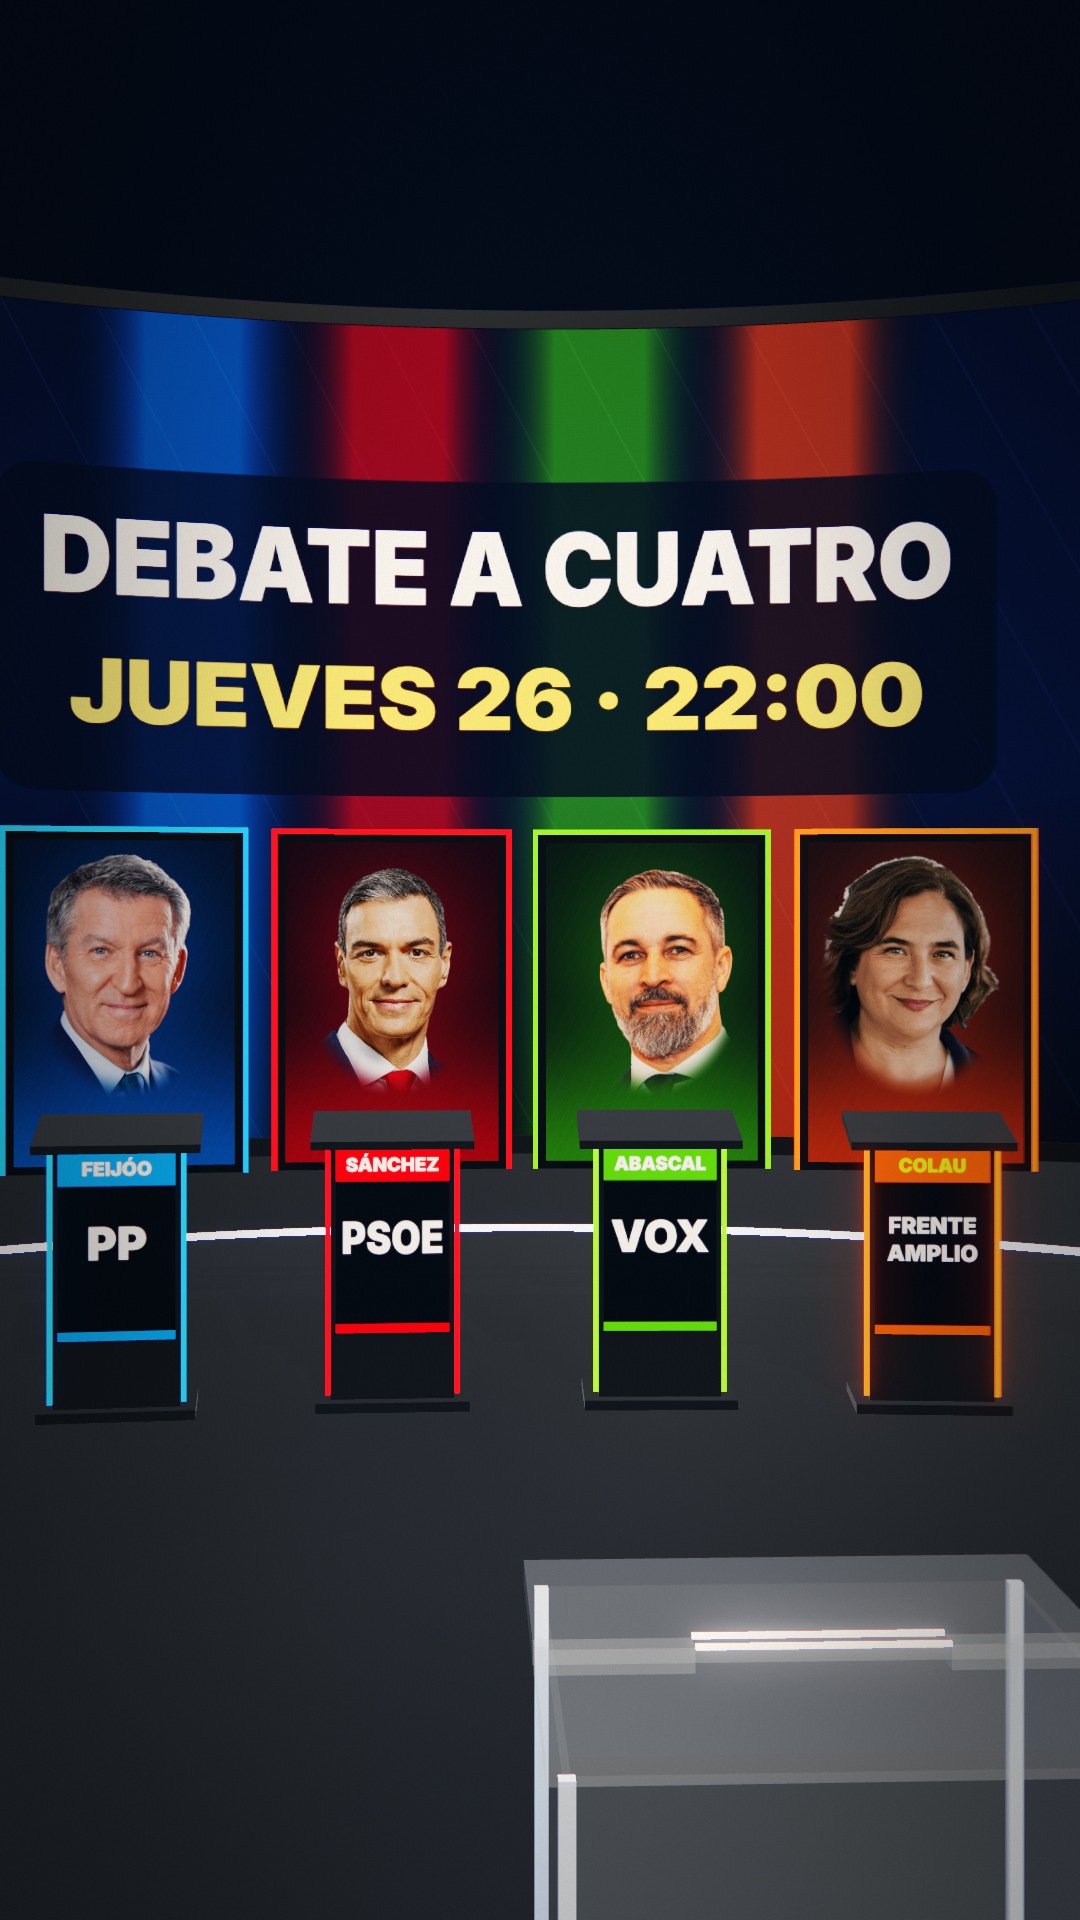 DEBATE A CUATRO
JUEVES 26 · 22:00
FEIJÓO
PP
SÁNCHEZ
PSOE
ABASCAL
VOX
COLAU
FRENTE
AMPLIO